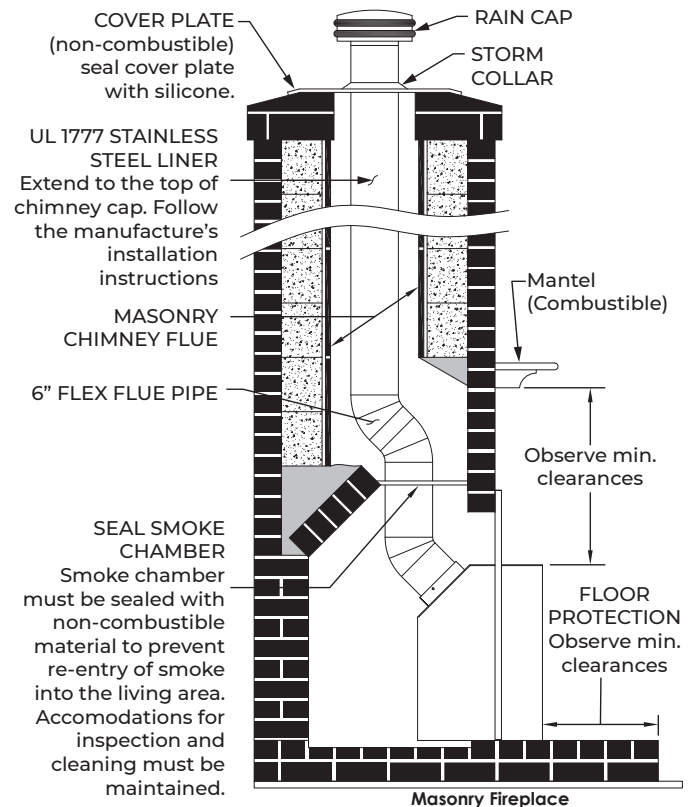 COVER PLATE
(non-combustible)
seal cover plate
with silicone.
RAIN CAP
STORM
COLLAR
UL 1777 STAINLESS
STEEL LINER
Extend to the top of
chimney cap. Follow
the manufacture's
installation
instructions
MASONRY
CHIMNEY FLUE
Mantel
(Combustible)
6” FLEX FLUE PIPE
Observe min.
clearances
SEAL SMOKE
CHAMBER
Smoke chamber
must be sealed with
non-combustible
material to prevent
re-entry of smoke
into the living area.
Accomodations for
inspection and
cleaning must be
maintained.
FLOOR
PROTECTION
Observe min.
clearances
Masonry Fireplace